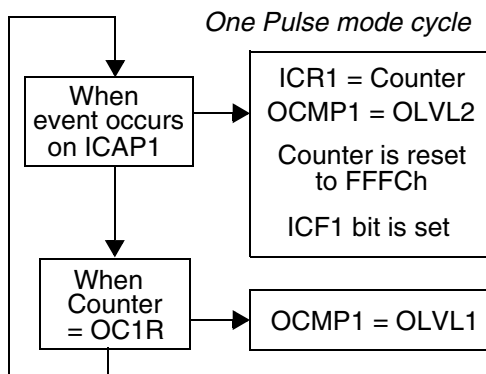 One Pulse mode cycle
When
event occurs
on ICAP1
ICR1 = Counter
OCMP1 = OLVL2
Counter is reset
to FFFCh
ICF1 bit is set
When
Counter
= OC1R
OCMP1 = OLVL1